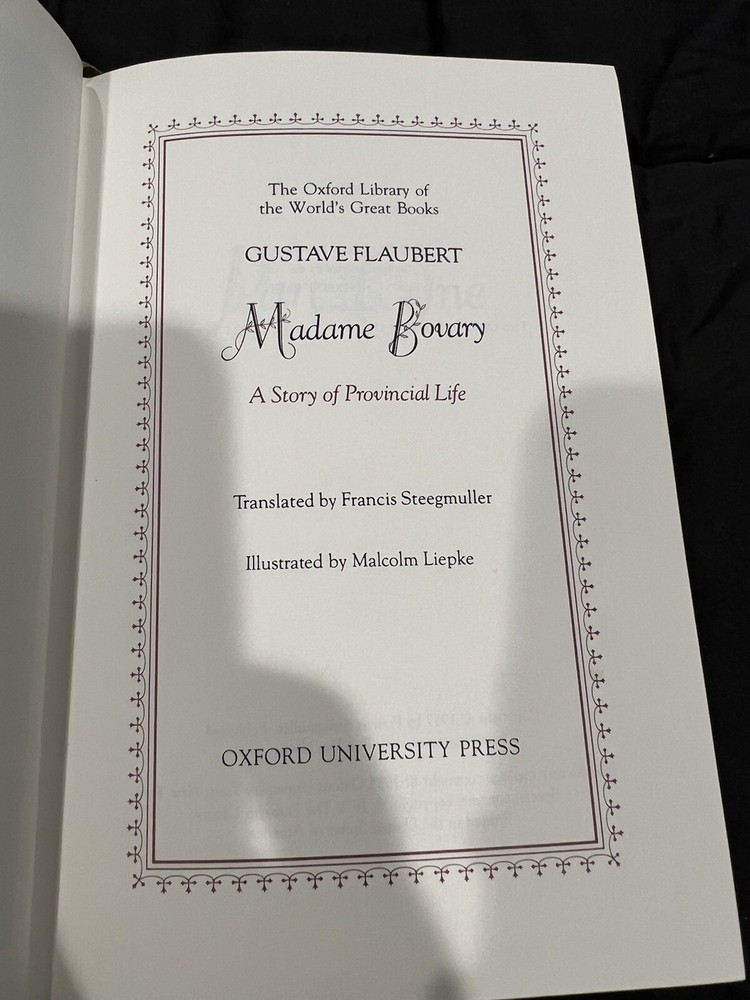 The Oxford Library of
the World's Great Books
GUSTAVE FLAUBERT
Madame Bovary
A Story of Provincial Life
Translated by Francis Steegmuller
Illustrated by Malcolm Liepke
OXFORD UNIVERSITY PRESS